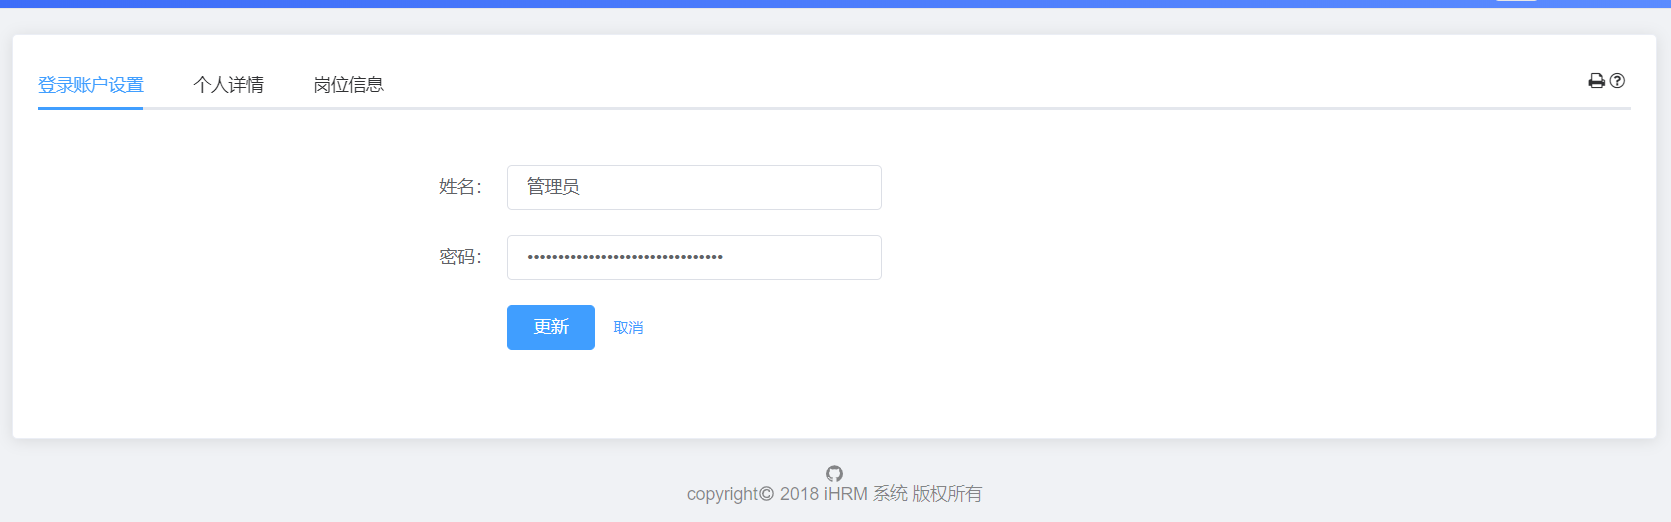 登录账户设置 个人详情 岗位信息
姓名： 管理员
密码： ••••••••••••••••••••••••••••••••
更新 取消
copyright© 2018 iHRM 系统 版权所有